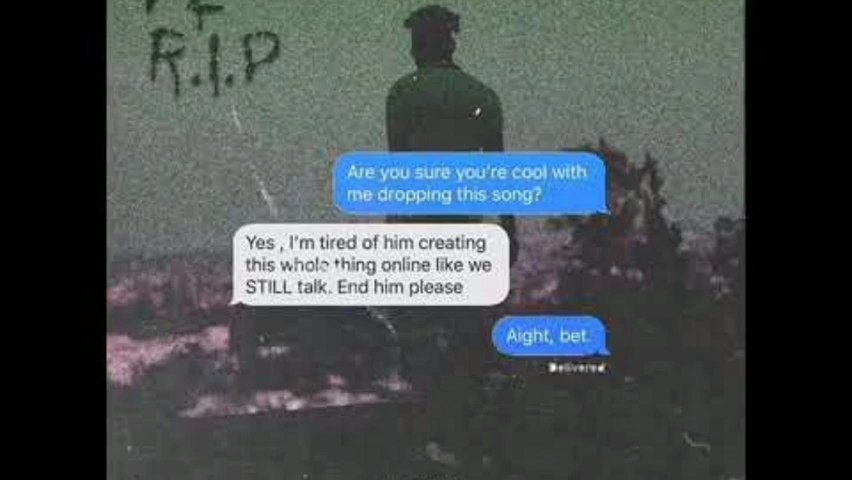 R.I.P
Are you sure you're cool with
me dropping this song?
Yes , I'm tired of him creating
this whole thing online like we
STILL talk. End him please
Aight, bet.
Delivered